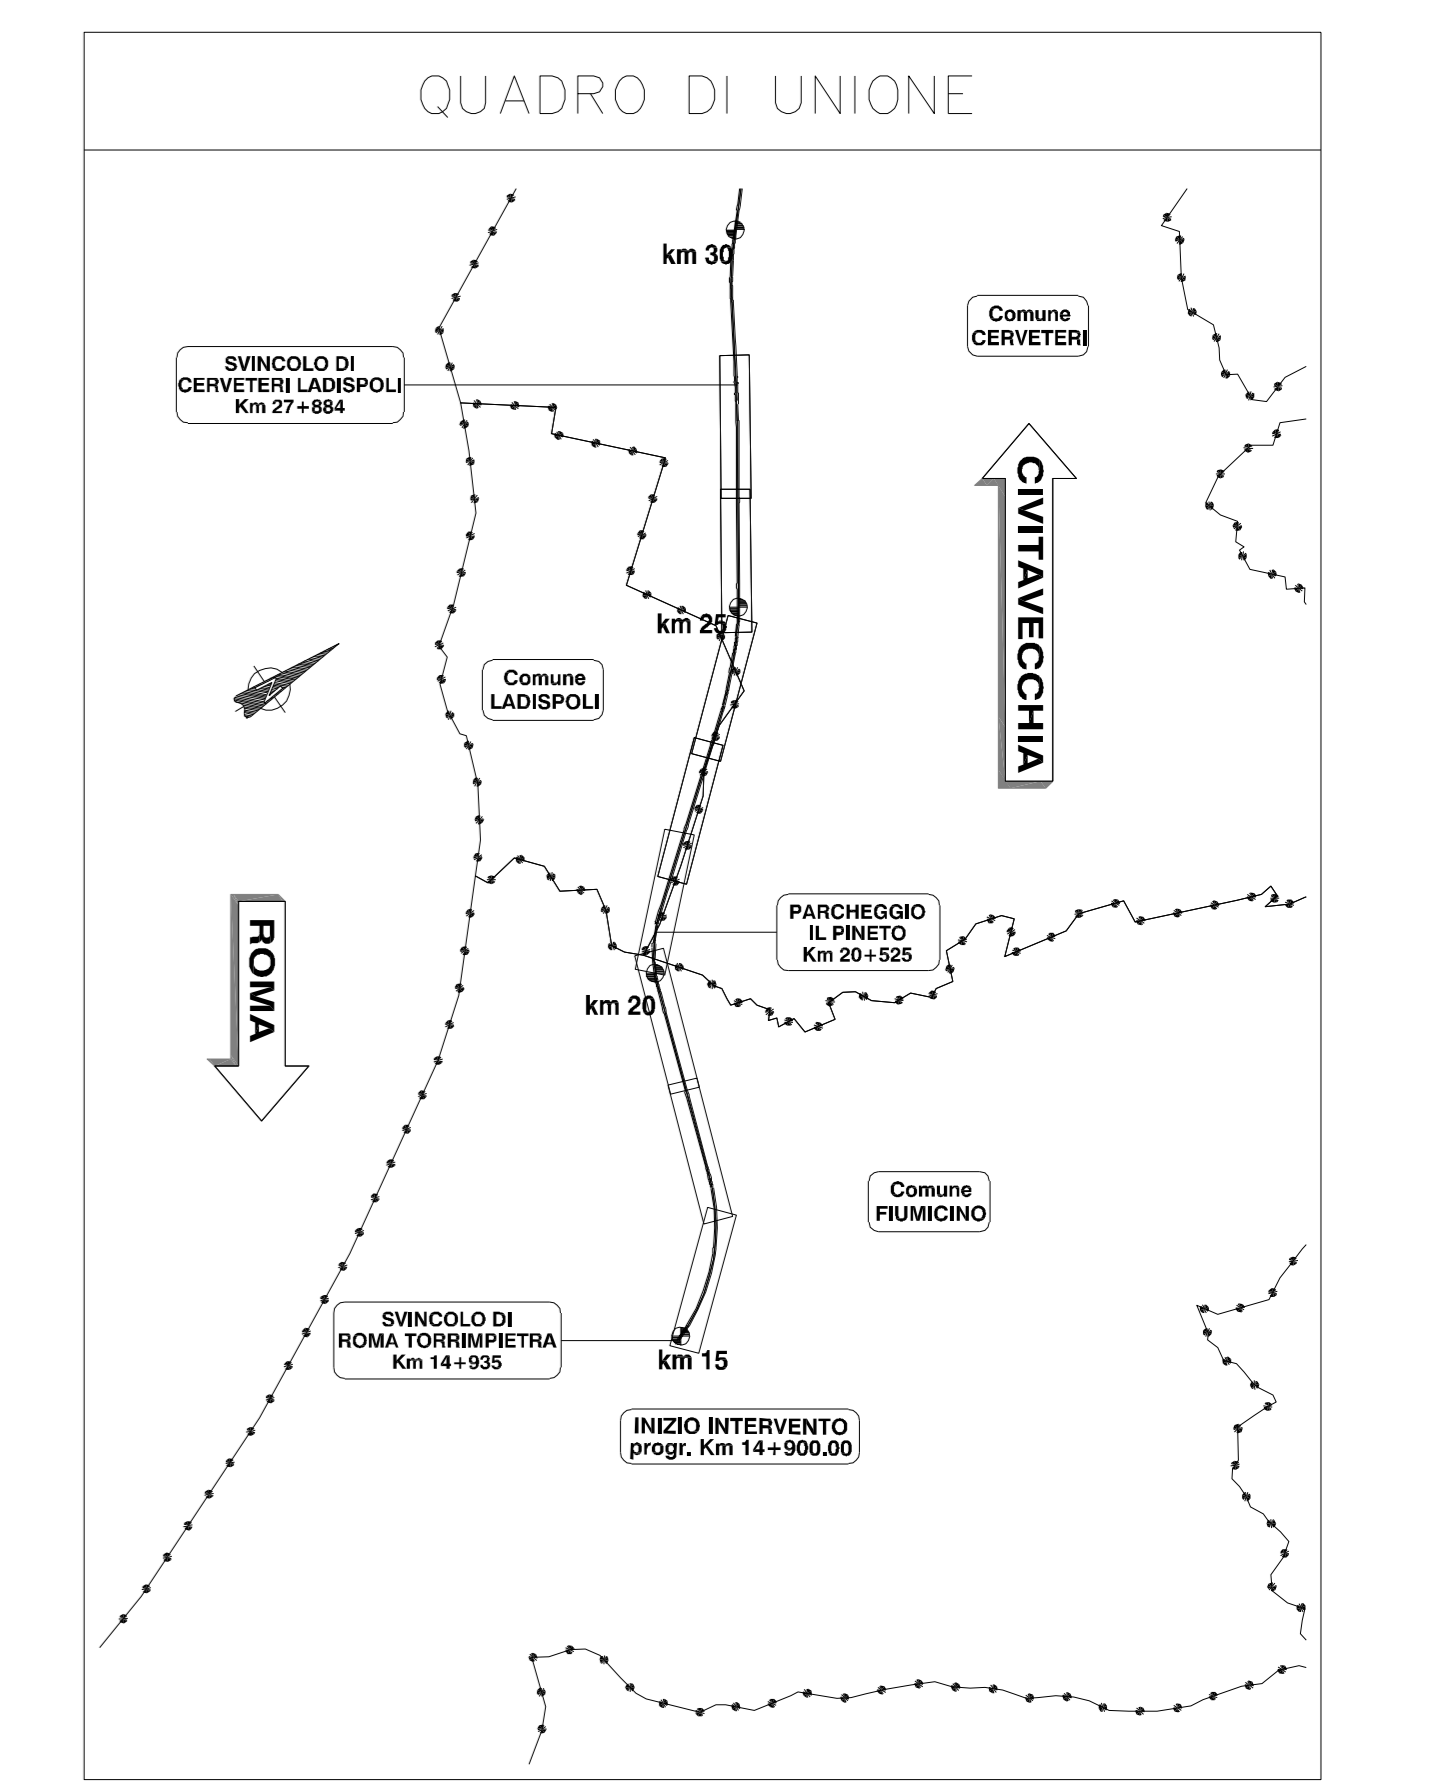 QUADRO DI UNIONE
km 30
Comune
CERVETERI
SVINCOLO DI
CERVETERI LADISPOLI
Km 27+884
CIVITAVECCHIA
km 25
Comune
LADISPOLI
ROMA
PARCHEGGIO
IL PINETO
Km 20+525
km 20
Comune
FIUMICINO
SVINCOLO DI
ROMA TORRIMPIETRA
Km 14+935
km 15
INIZIO INTERVENTO
progr. Km 14+900.00